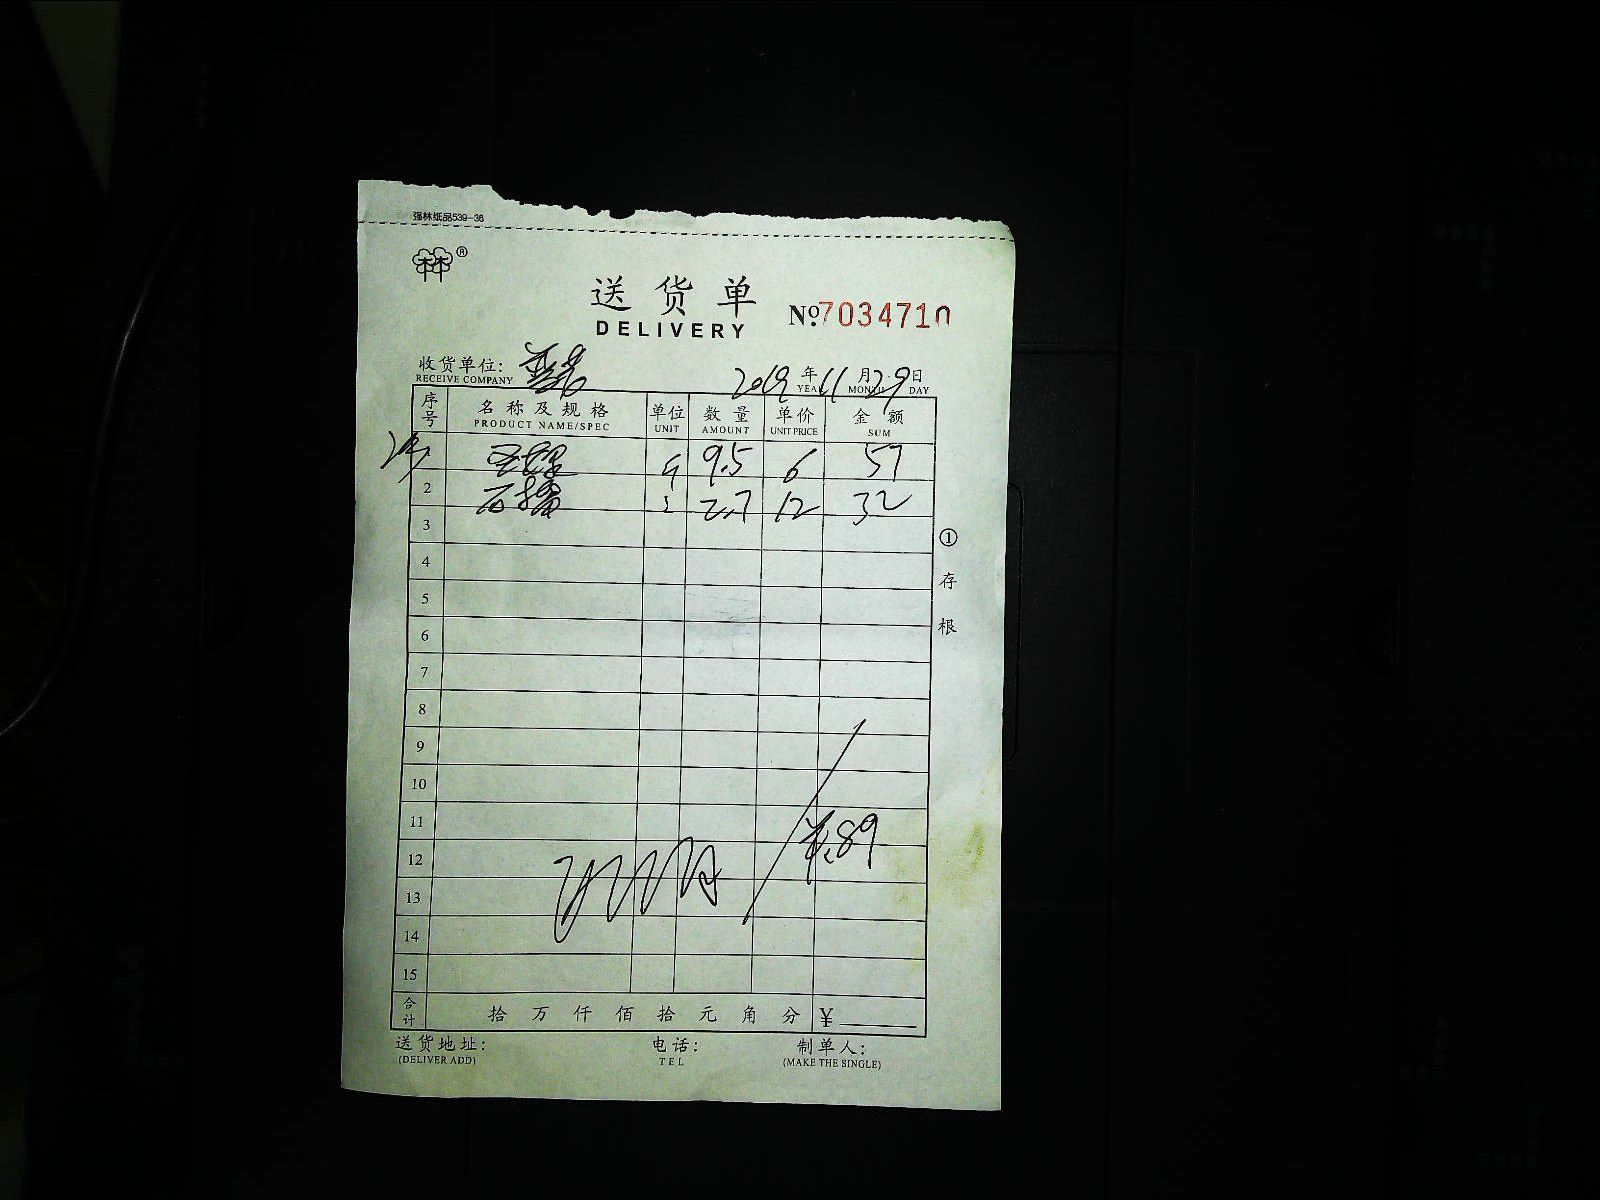 强林纸品539-36
林®
送货单
DELIVERY
№7034710
收货单位:
RECEIVE COMPANY
2019 年 11 月 29 日
YEAR MONTH DAY
序号 名称及规格 单位 数量 单价 金额
PRODUCT NAME/SPEC UNIT AMOUNT UNIT PRICE SUM
9.5 6 57
2 石榴 2.7 12 32
3
4
5
6
7
8
9
10
11
89
12
13
14
15
合计 拾 万 仟 佰 拾 元 角 分 ¥
送货地址: 电话: 制单人:
(DELIVER ADD) TEL (MAKE THE SINGLE)
① 存根